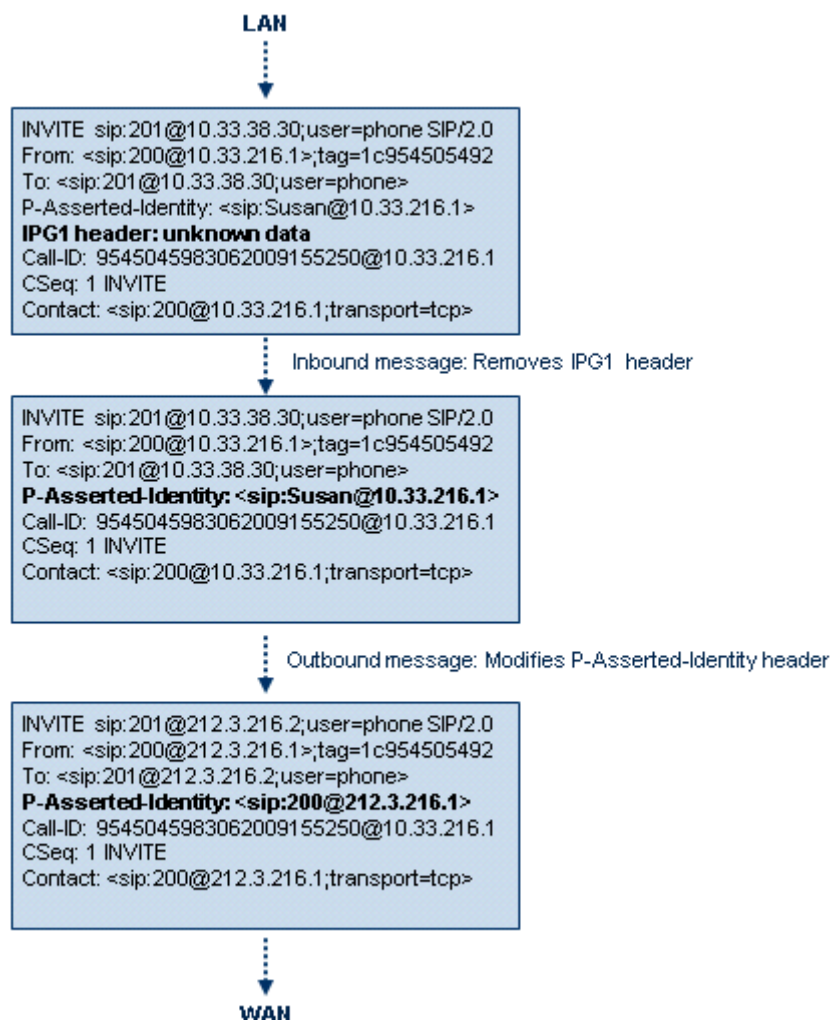 LAN
INVITE sip:201@10.33.38.30;user=phone SIP/2.0
From: <sip:200@10.33.216.1>;tag=1c954505492
To: <sip:201@10.33.38.30;user=phone>
P-Asserted-Identity: <sip:Susan@10.33.216.1>
IPG1 header: unknown data
Call-ID: 9545045983062009155250@10.33.216.1
CSeq: 1 INVITE
Contact: <sip:200@10.33.216.1;transport=tcp>
Inbound message: Removes IPG1 header
INVITE sip:201@10.33.38.30;user=phone SIP/2.0
From: <sip:200@10.33.216.1>;tag=1c954505492
To: <sip:201@10.33.38.30;user=phone>
P-Asserted-Identity: <sip:Susan@10.33.216.1>
Call-ID: 9545045983062009155250@10.33.216.1
CSeq: 1 INVITE
Contact: <sip:200@10.33.216.1;transport=tcp>
Outbound message: Modifies P-Asserted-Identity header
INVITE sip:201@212.3.216.2;user=phone SIP/2.0
From: <sip:200@212.3.216.1>;tag=1c954505492
To: <sip:201@212.3.216.2;user=phone>
P-Asserted-Identity: <sip:200@212.3.216.1>
Call-ID: 9545045983062009155250@10.33.216.1
CSeq: 1 INVITE
Contact: <sip:200@212.3.216.1;transport=tcp>
WAN